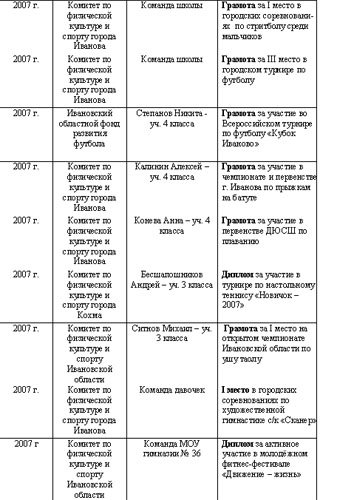 2007 г. Комитет по Команда школы Грамота за I место в
физической городских соревновани-
культуре и ях по стритболу среди
спорту города мальчиков
Иванова
2007 г. Комитет по Команда школы Грамота за III место в
физической городском турнире по
культуре и футболу
спорту города
Иванова
2007 г. Ивановский Степанов Никита - Грамота за участие во
областной фонд уч. 4 класса Всероссийском турнире
развития по футболу «Кубок
футбола Иваново»
2007 г. Комитет по Калинин Алексей – Грамота за участие в
физической уч. 4 класса чемпионате и первенстве
культуре и г. Иванова по прыжкам
спорту города на батуте
Иванова
2007 г. Комитет по Конева Анна – уч. 4 Грамота за участие в
физической класса первенстве ДЮСШ по
культуре и плаванию
спорту города
Иванова
2007 г. Комитет по Бесшапошников Диплом за участие в
физической Андрей – уч. 3 класса турнире по настольному
культуре и теннису «Новичок –
спорту города 2007»
Кохма
2007 г. Комитет по Ситнов Михаил – уч. Грамота за I место на
физической 3 класса открытом чемпионате
культуре и Ивановской области по
спорту ушу таолу
Ивановской
области
2007 г. Комитет по Команда давочек I место в городских
физической соревнованиях по
культуре и художественной
спорту города гимнастике с/к «Сканер»
Иванова
2007 г Комитет по Команда МОУ Диплом за активное
физической гимназии № 36 участие в молодёжном
культуре и фитнес-фестивале
спорту «Движение – жизнь»
Ивановской
области